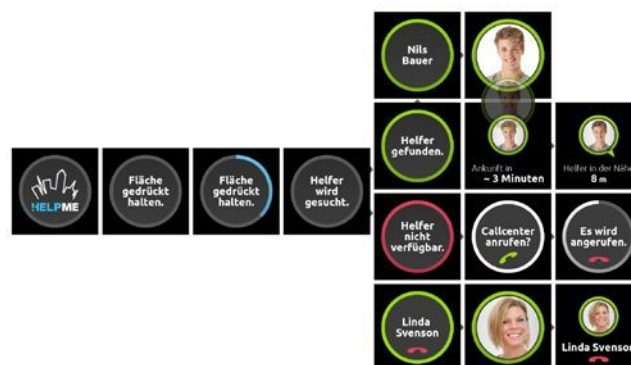 Nils
Bauer
Helfer
gefunden.
Ankunft in
~ 3 Minuten
Helfer in der Nähe
8 m
HELPME
Fläche
gedrückt
halten.
Fläche
gedrückt
halten.
Helfer
wird
gesucht.
Helfer
nicht
verfügbar.
Callcenter
anrufen?
Es wird
angerufen.
Linda
Svenson
Linda Svenson